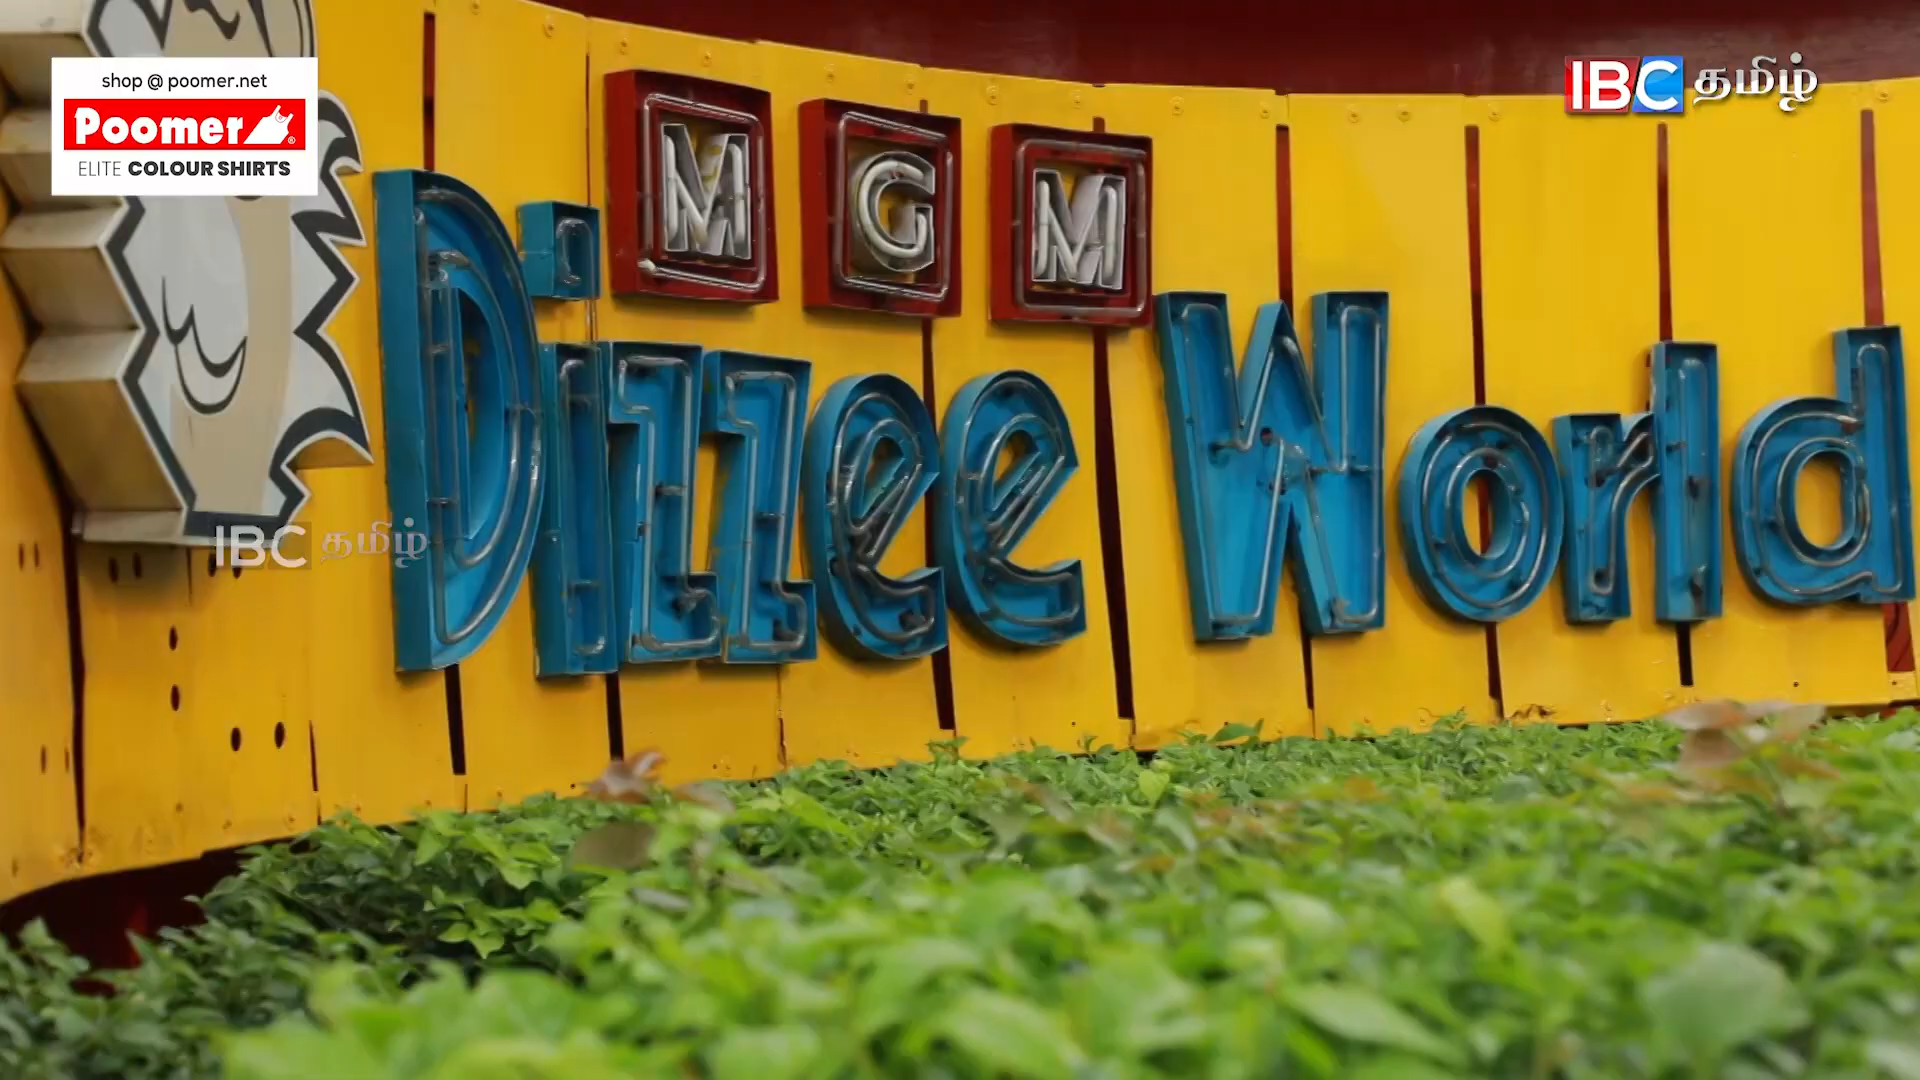 shop @ poomer.net
Poomer
ELITE COLOUR SHIRTS
IBC தமிழ்
MGM
Dizzee World
IBC தமிழ்